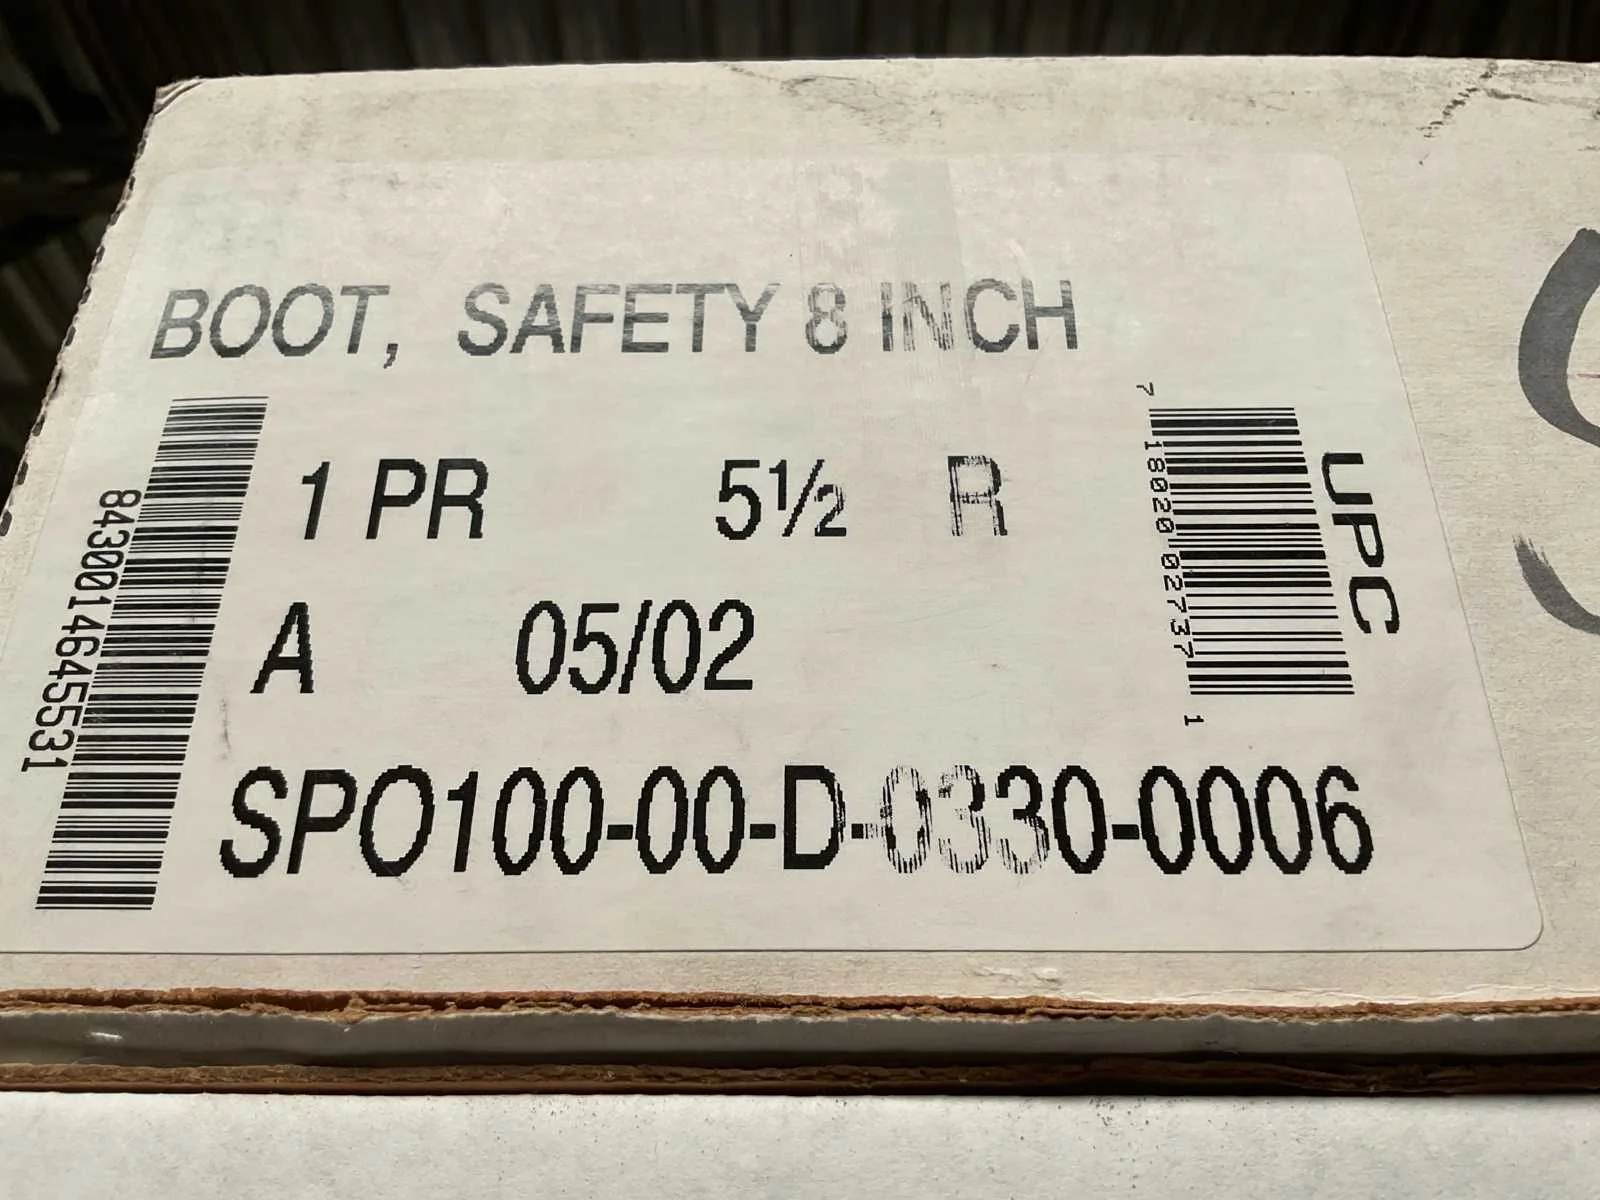 BOOT, SAFETY 8 INCH
8430014645531
1 PR 5½ R
7 18020 02737 1
UPC
A 05/02
SPO100-00-D-0330-0006